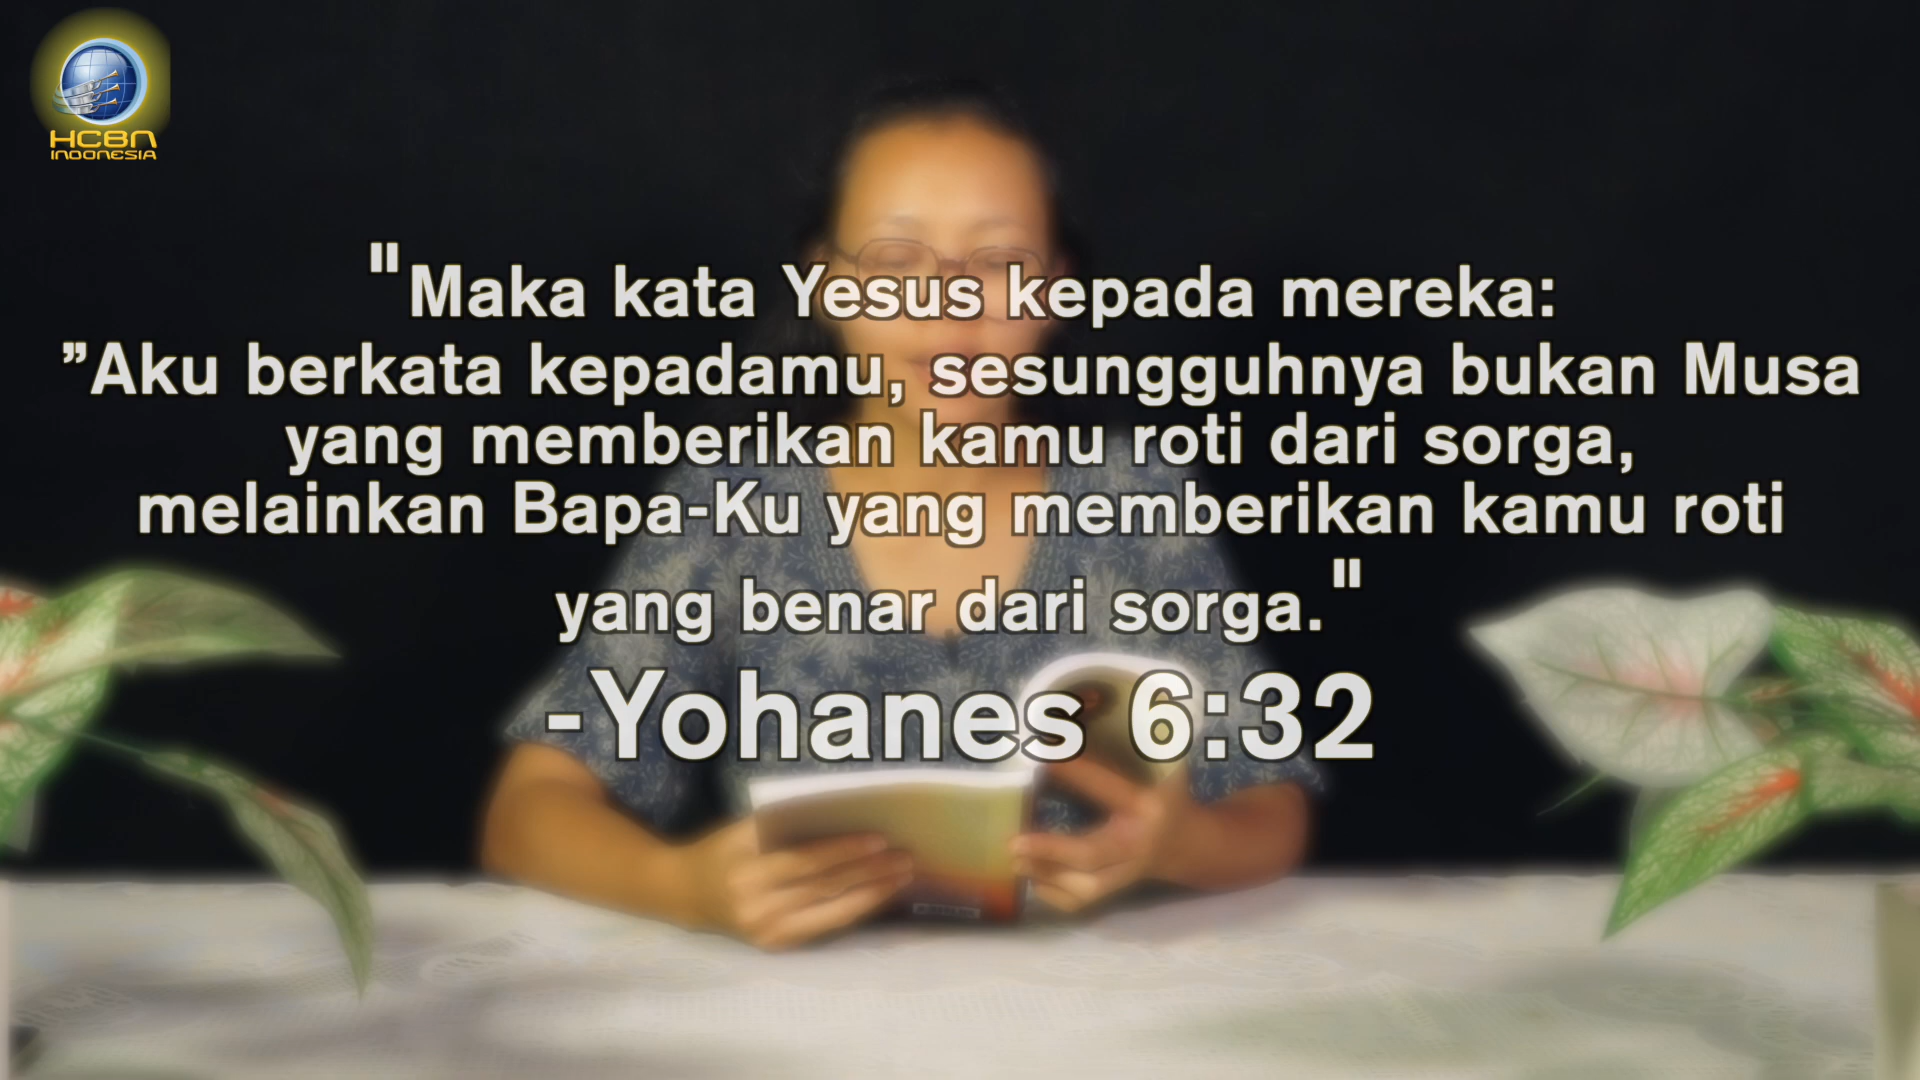 HCBN
INDONESIA
"Maka kata Yesus kepada mereka:
”Aku berkata kepadamu, sesungguhnya bukan Musa
yang memberikan kamu roti dari sorga,
melainkan Bapa-Ku yang memberikan kamu roti
yang benar dari sorga."
-Yohanes 6:32